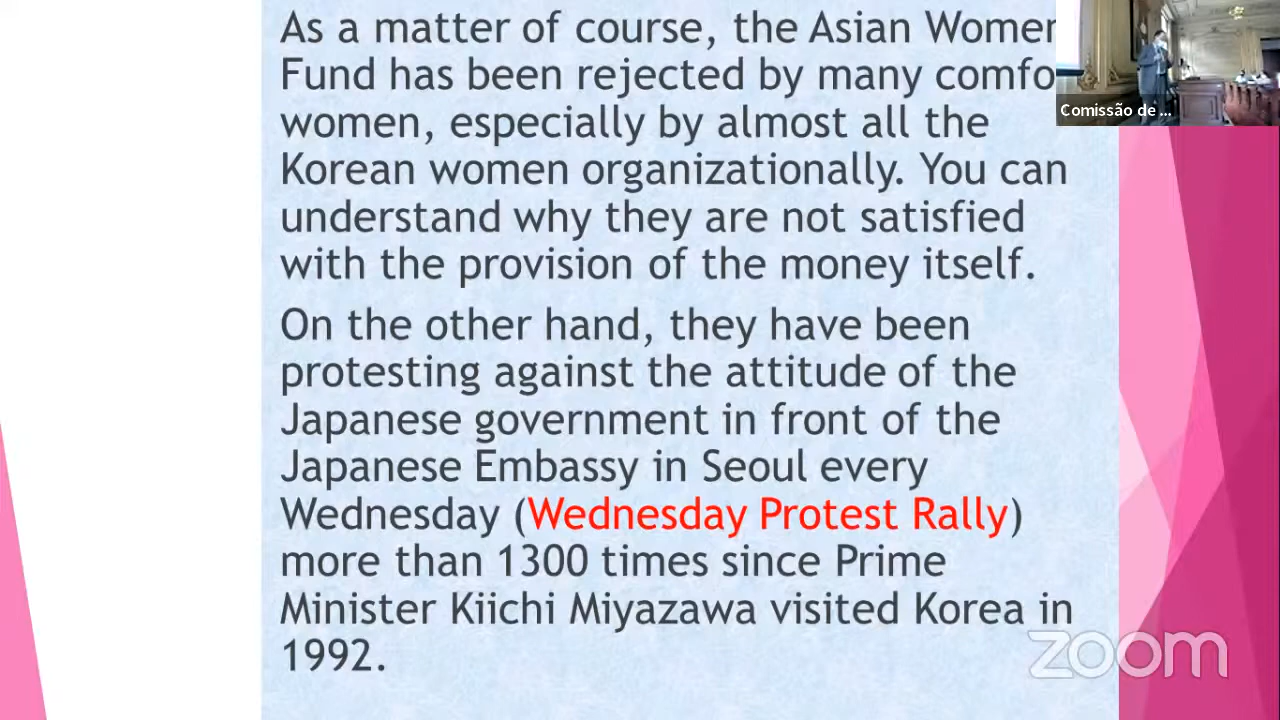 As a matter of course, the Asian Women
Fund has been rejected by many comfo
women, especially by almost all the
Korean women organizationally. You can
understand why they are not satisfied
with the provision of the money itself.
On the other hand, they have been
protesting against the attitude of the
Japanese government in front of the
Japanese Embassy in Seoul every
Wednesday (Wednesday Protest Rally)
more than 1300 times since Prime
Minister Kiichi Miyazawa visited Korea in
1992.
Comissão de ...
zoom